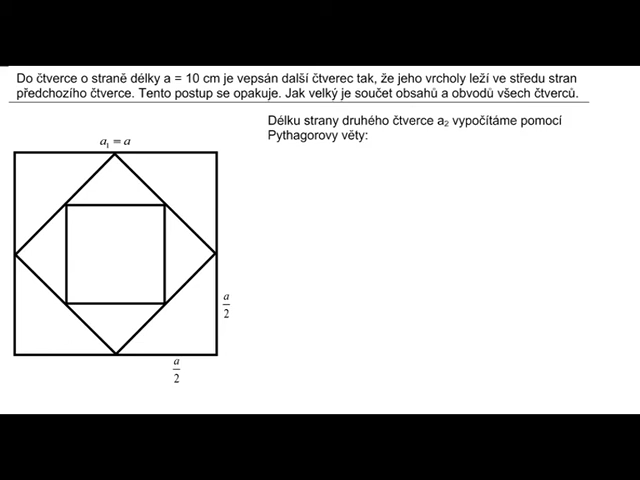 Do čtverce o straně délky a = 10 cm je vepsán další čtverec tak, že jeho vrcholy leží ve středu stran
předchozího čtverce. Tento postup se opakuje. Jak velký je součet obsahů a obvodů všech čtverců.
Délku strany druhého čtverce a₂ vypočítáme pomocí
Pythagorovy věty:
a₁ = a
a
2
a
2